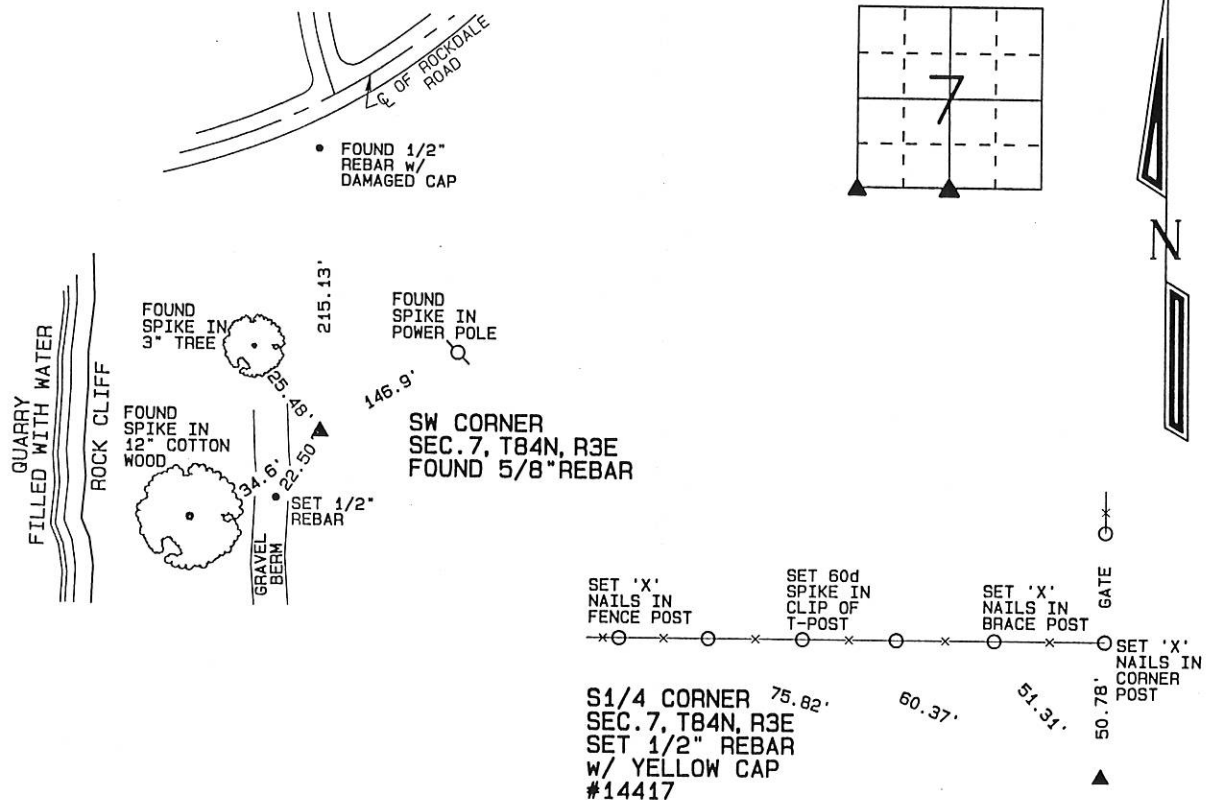 ℄ OF ROCKDALE
ROAD
FOUND 1/2"
REBAR w/
DAMAGED CAP
7
N
QUARRY
FILLED WITH WATER
ROCK CLIFF
FOUND
SPIKE IN
3" TREE
215.13'
FOUND
SPIKE IN
POWER POLE
25.48'
146.9'
FOUND
SPIKE IN
12" COTTON
WOOD
34.6'
22.50'
SET 1/2"
REBAR
GRAVEL
BERM
SW CORNER
SEC.7, T84N, R3E
FOUND 5/8"REBAR
SET 'X'
NAILS IN
FENCE POST
SET 60d
SPIKE IN
CLIP OF
T-POST
SET 'X'
NAILS IN
BRACE POST
GATE
SET 'X'
NAILS IN
CORNER
POST
75.82'
60.37'
51.31'
50.78'
S1/4 CORNER
SEC.7, T84N, R3E
SET 1/2" REBAR
w/ YELLOW CAP
#14417